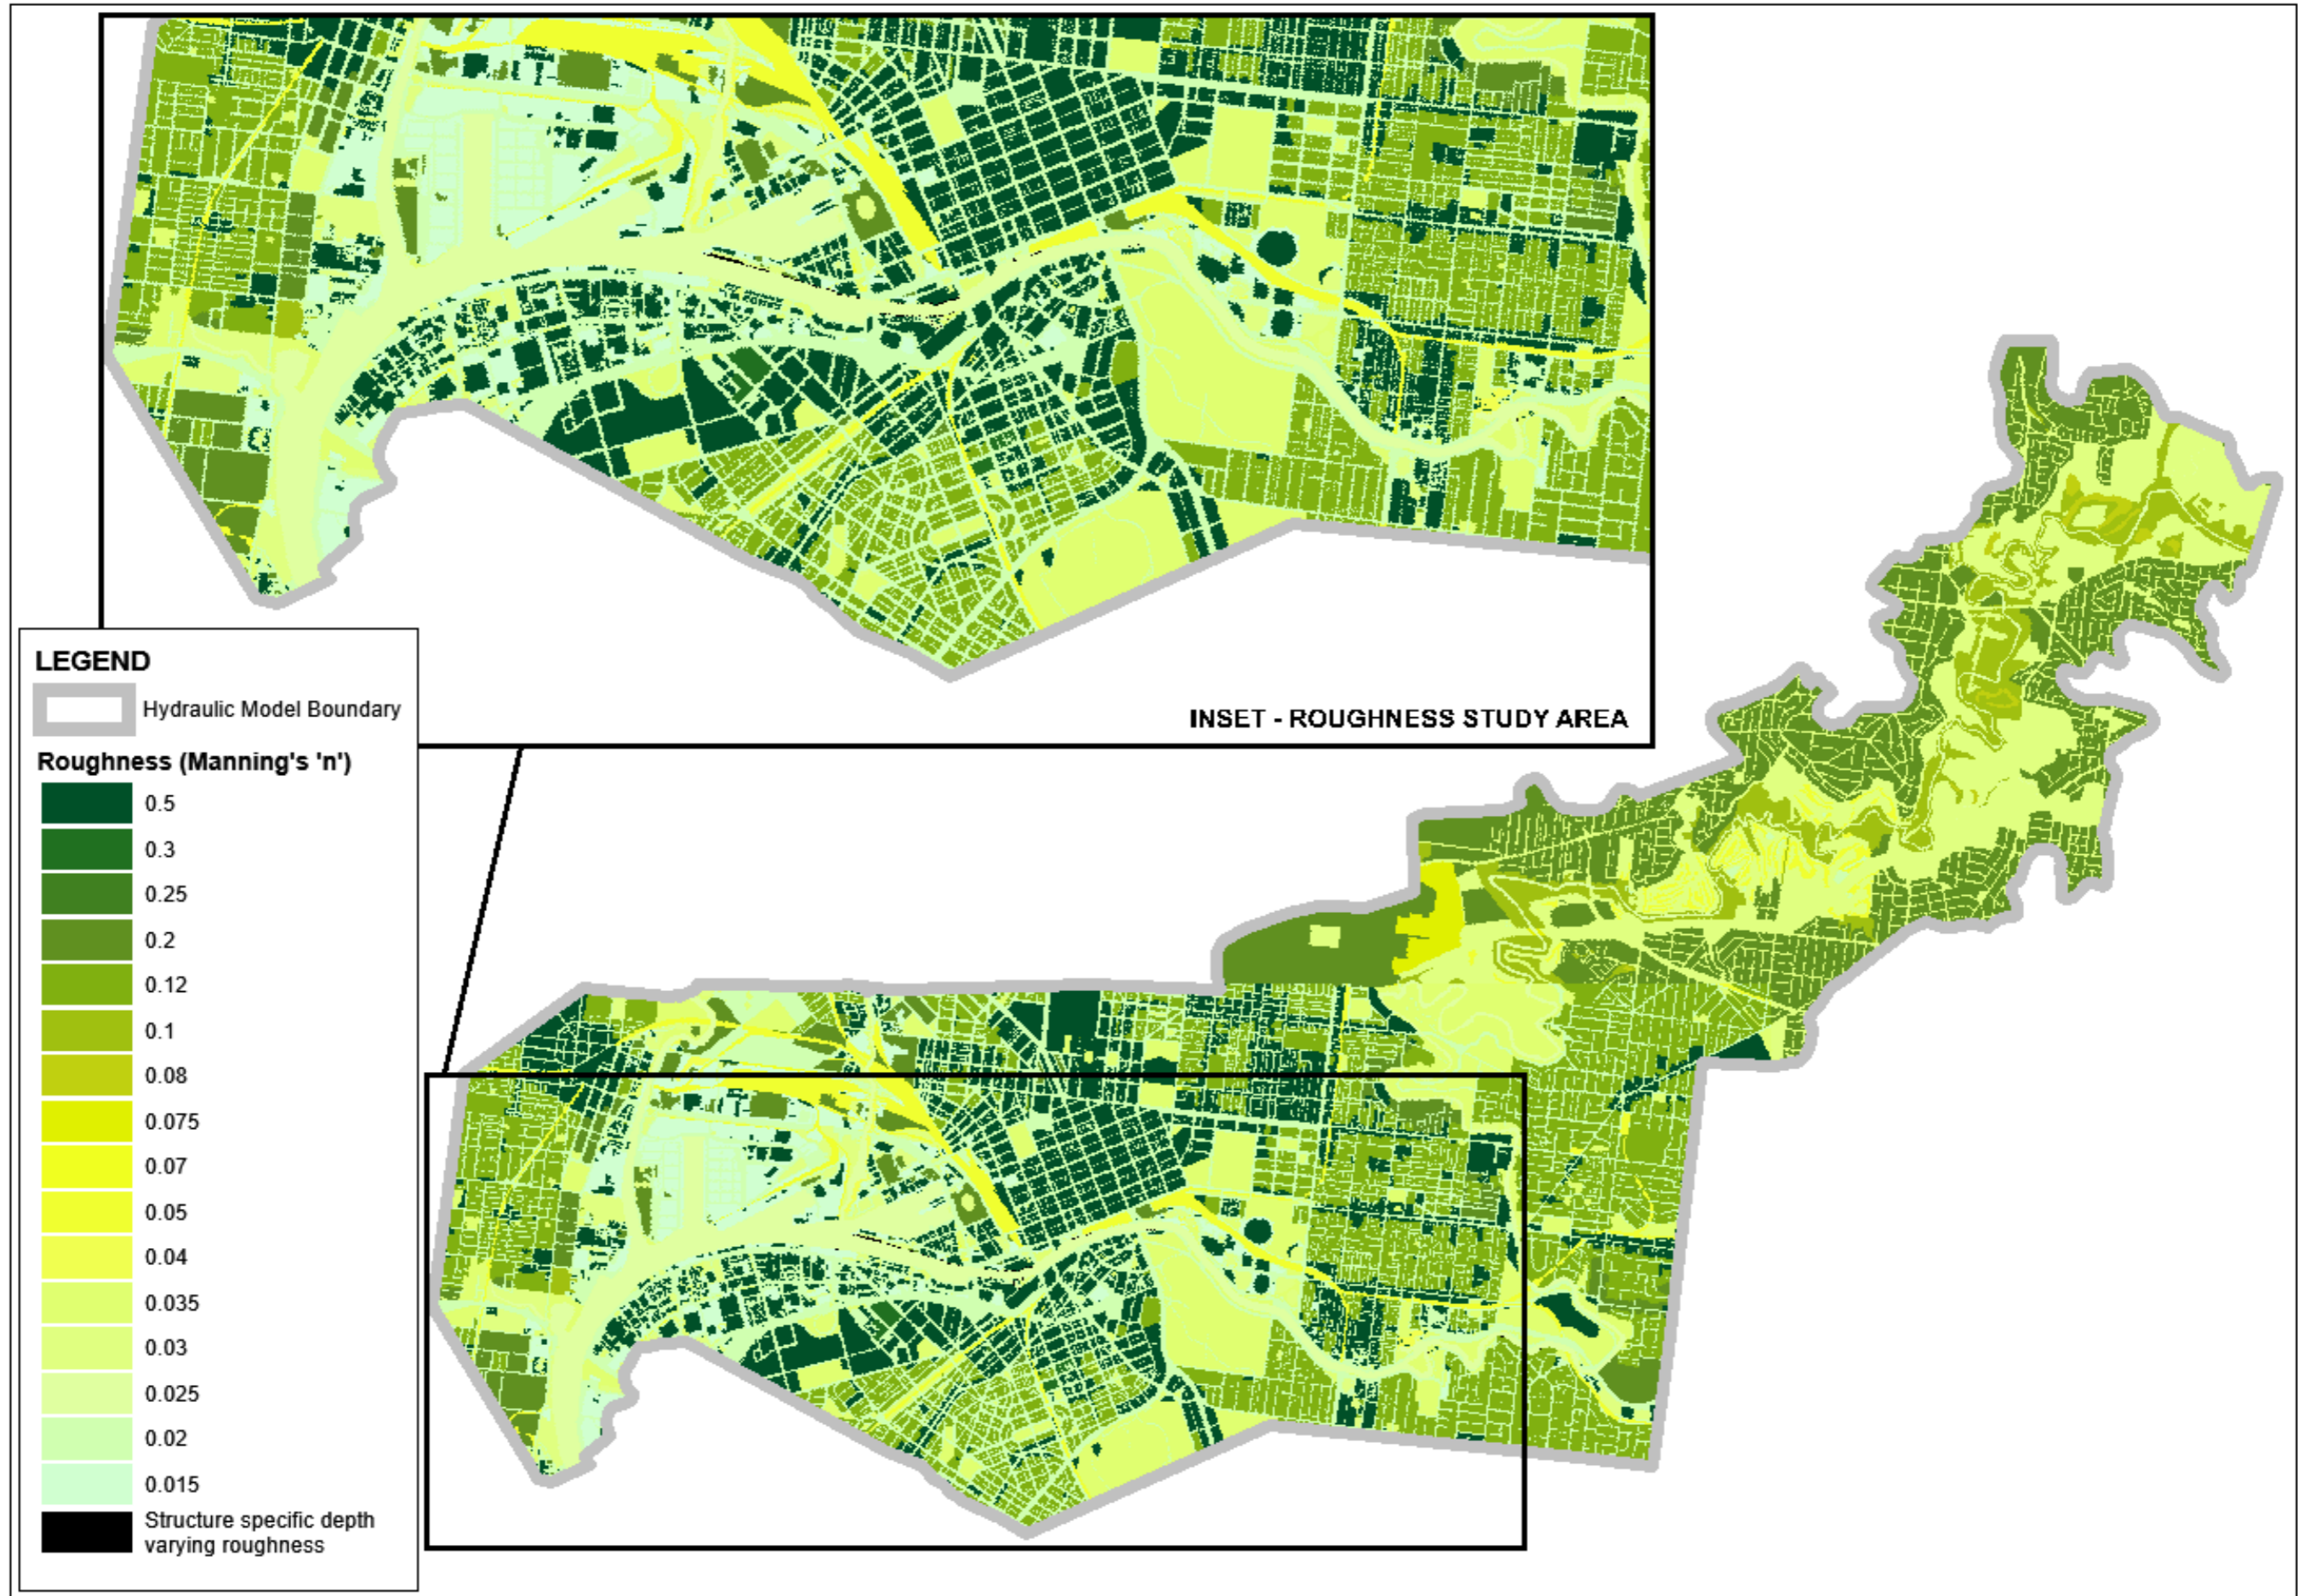 INSET - ROUGHNESS STUDY AREA
LEGEND
Hydraulic Model Boundary
Roughness (Manning's 'n')
0.5
0.3
0.25
0.2
0.12
0.1
0.08
0.075
0.07
0.05
0.04
0.035
0.03
0.025
0.02
0.015
Structure specific depth
varying roughness